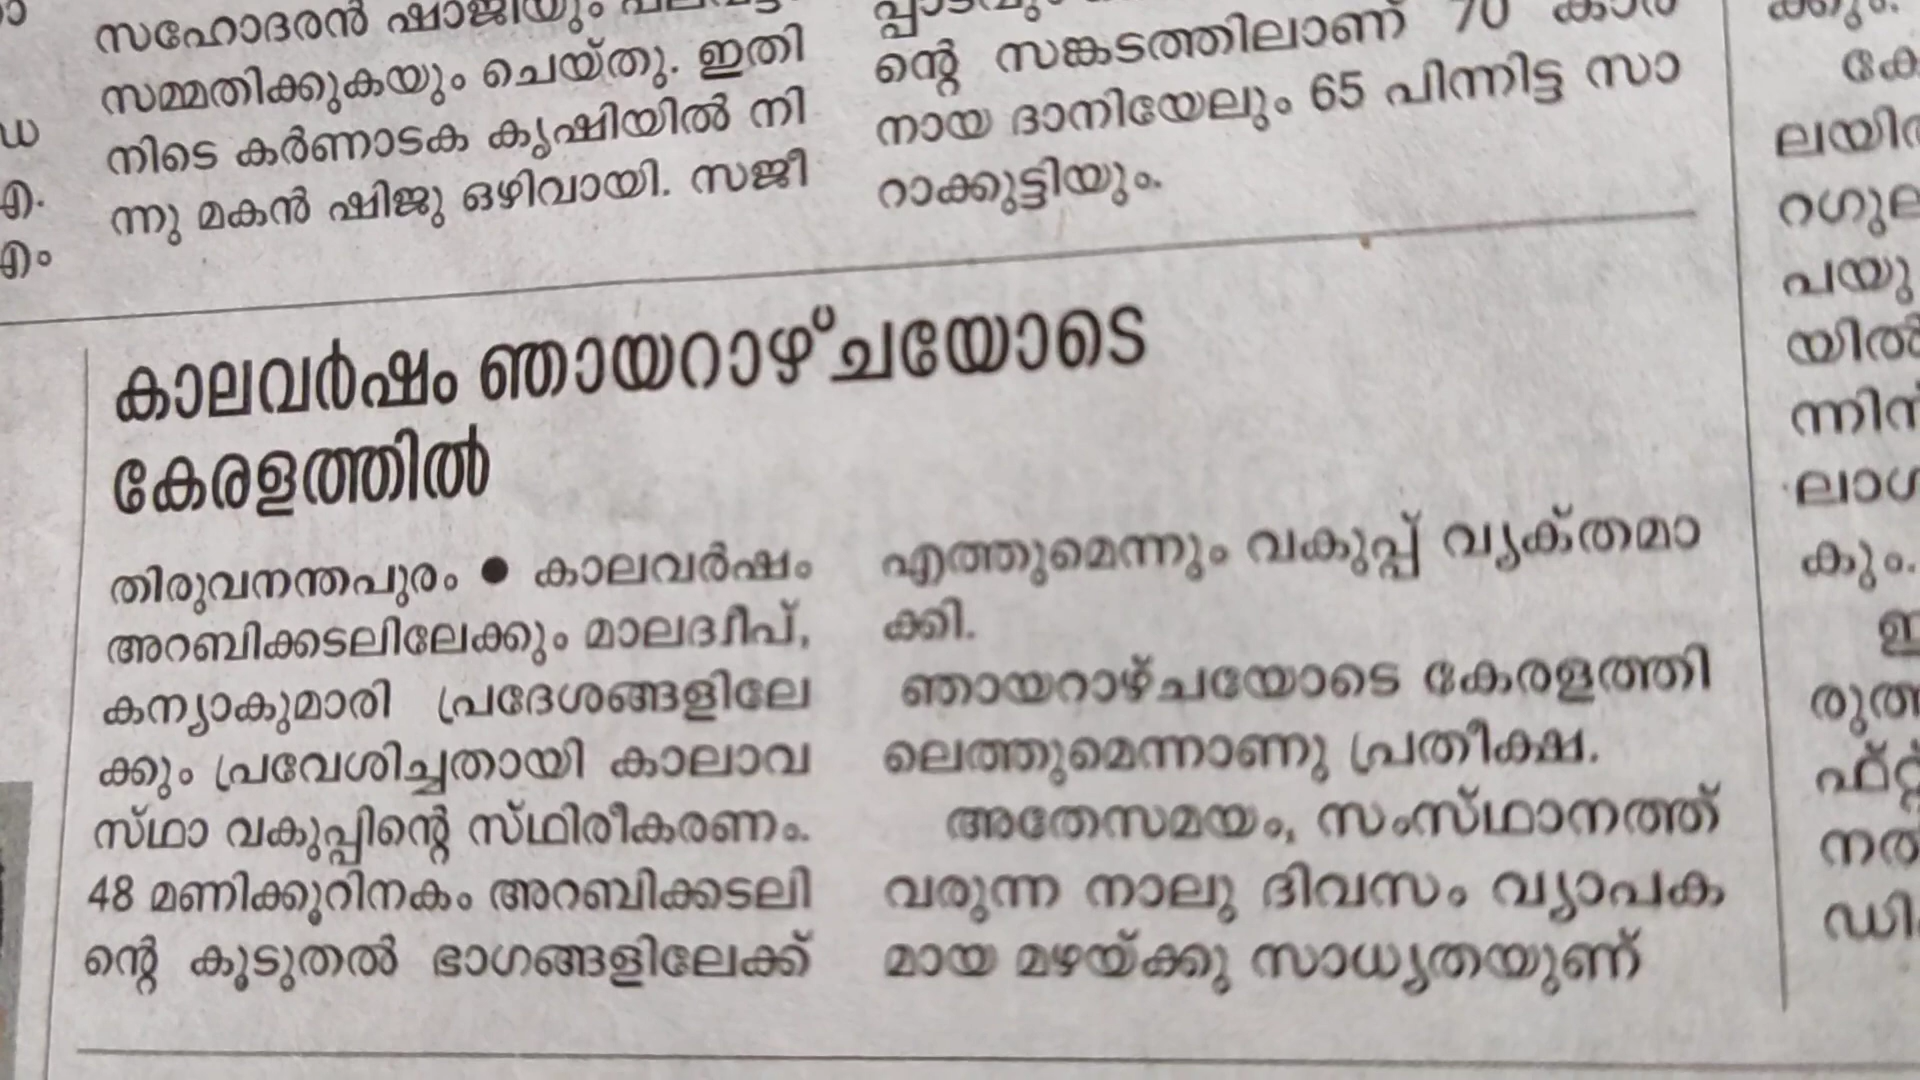 സഹോദരൻ ഷാജിയും
സമ്മതിക്കുകയും ചെയ്തു. ഇതി
നിടെ കർണാടക കൃഷിയിൽ നി
ന്നു മകൻ ഷിജു ഒഴിവായി. സജീ
ന്റെ സങ്കടത്തിലാണ് 70 കാര
നായ ദാനിയേലും 65 പിന്നിട്ട സാ
റാക്കുട്ടിയും.
കാലവർഷം ഞായറാഴ്ചയോടെ
കേരളത്തിൽ
തിരുവനന്തപുരം ● കാലവർഷം
അറബിക്കടലിലേക്കും മാലദ്വീപ്,
കന്യാകുമാരി പ്രദേശങ്ങളിലേ
ക്കും പ്രവേശിച്ചതായി കാലാവ
സ്ഥാ വകുപ്പിന്റെ സ്ഥിരീകരണം.
48 മണിക്കൂറിനകം അറബിക്കടലി
ന്റെ കൂടുതൽ ഭാഗങ്ങളിലേക്ക്
എത്തുമെന്നും വകുപ്പ് വ്യക്തമാ
ക്കി.
ഞായറാഴ്ചയോടെ കേരളത്തി
ലെത്തുമെന്നാണു പ്രതീക്ഷ.
അതേസമയം, സംസ്ഥാനത്ത്
വരുന്ന നാലു ദിവസം വ്യാപക
മായ മഴയ്ക്കു സാധ്യതയുണ്ട്